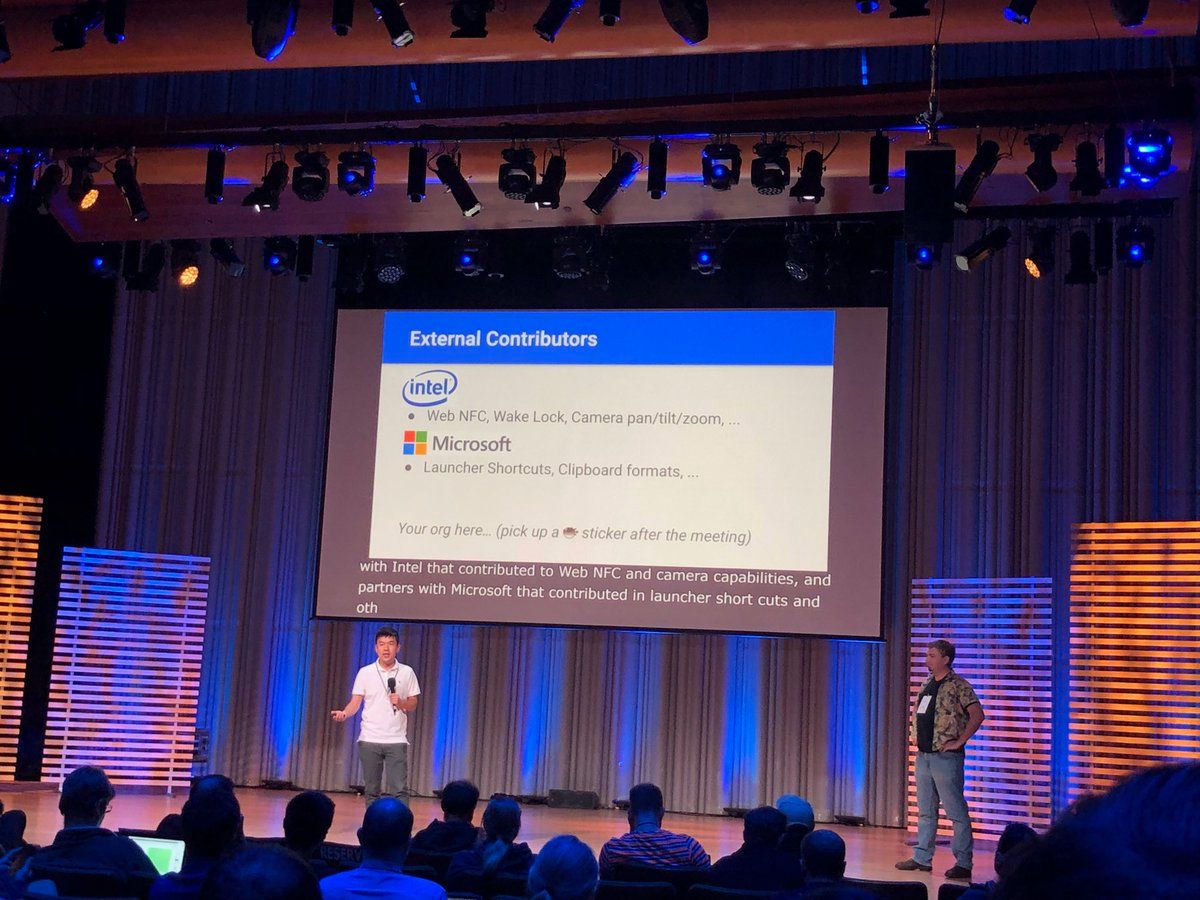 External Contributors
intel
● Web NFC, Wake Lock, Camera pan/tilt/zoom, ...
Microsoft
● Launcher Shortcuts, Clipboard formats, ...
Your org here... (pick up a 🐡 sticker after the meeting)
with Intel that contributed to Web NFC and camera capabilities, and
partners with Microsoft that contributed in launcher short cuts and
oth
RESERV